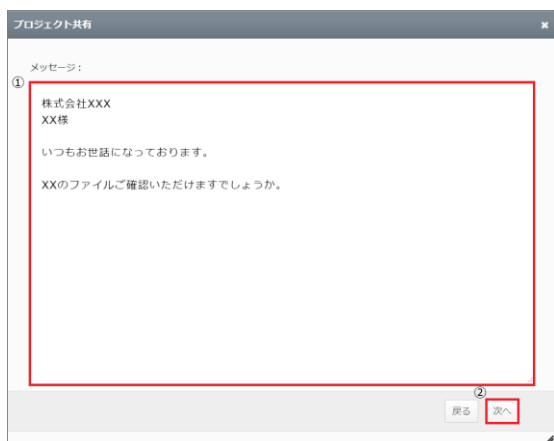 プロジェクト共有 ×
メッセージ：
①
株式会社XXX
XX様
いつもお世話になっております。
XXのファイルご確認いただけますでしょうか。
②
戻る 次へ